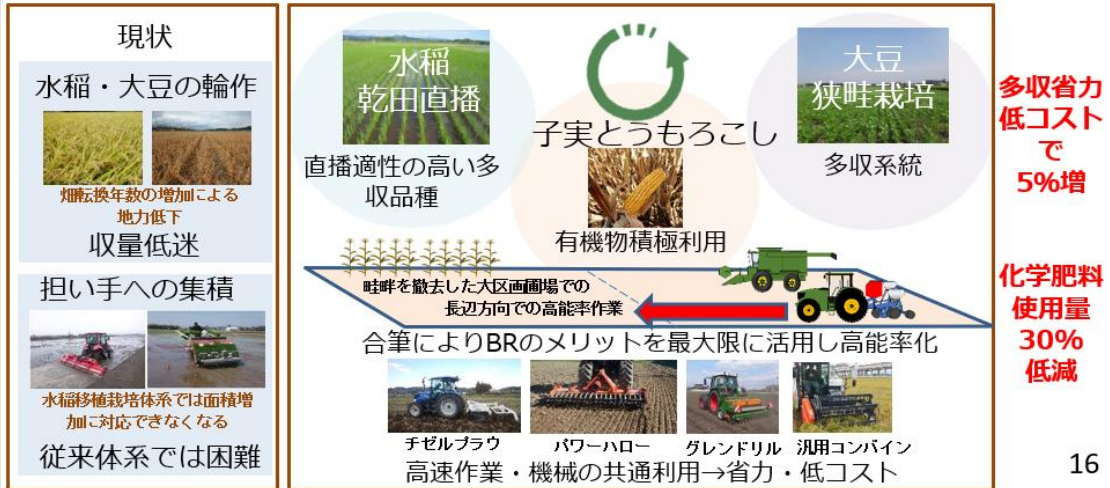 現状
水稲・大豆の輪作
畑転換年数の増加による
地力低下
収量低迷
担い手への集積
水稲移植栽培体系では面積増
加に対応できなくなる
従来体系では困難
水稲
乾田直播
直播適性の高い多
収品種
子実とうもろこし
有機物積極利用
大豆
狭畦栽培
多収系統
畦畔を撤去した大区画圃場での
長辺方向での高能率作業
合筆によりBRのメリットを最大限に活用し高能率化
チゼルプラウ
パワーハロー
グレンドリル
汎用コンバイン
高速作業・機械の共通利用→省力・低コスト
多収省力
低コスト
で
5%増
化学肥料
使用量
30%
低減
16